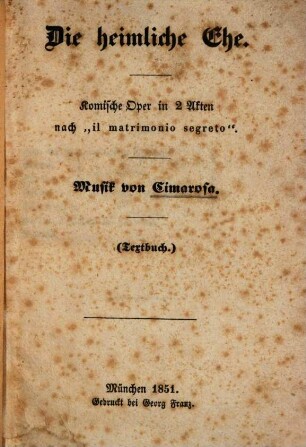 Die heimliche Ehe.
Komische Oper in 2 Akten
nach „il matrimonio segreto“.
Musik von Cimarosa.
(Textbuch.)
München 1851.
Gedruckt bei Georg Franz.